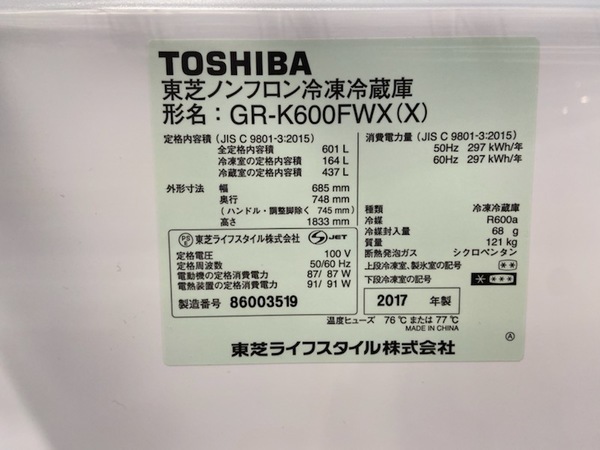 TOSHIBA
東芝ノンフロン冷凍冷蔵庫
形名：GR-K600FWX(X)
定格内容積（JIS C 9801-3:2015）
全定格内容積 601 L
冷凍室の定格内容積 164 L
冷蔵室の定格内容積 437 L
外形寸法 幅 685 mm
奥行 748 mm
（ハンドル・調整脚除く 745 mm）
高さ 1833 mm
消費電力量（JIS C 9801-3:2015）
50Hz 297 kWh/年
60Hz 297 kWh/年
種類 冷凍冷蔵庫
冷媒 R600a
冷媒封入量 68 g
質量 121 kg
断熱発泡ガス シクロペンタン
上段冷凍室、製氷室の記号 **
下段冷凍室の記号 * ***
PS E 東芝ライフスタイル株式会社 S JET
定格電圧 100 V
定格周波数 50/60 Hz
電動機の定格消費電力 87/ 87 W
電熱装置の定格消費電力 91/ 91 W
製造番号 86003519
2017 年製
温度ヒューズ 76℃ または 77℃
MADE IN CHINA
東芝ライフスタイル株式会社
Ⓐ